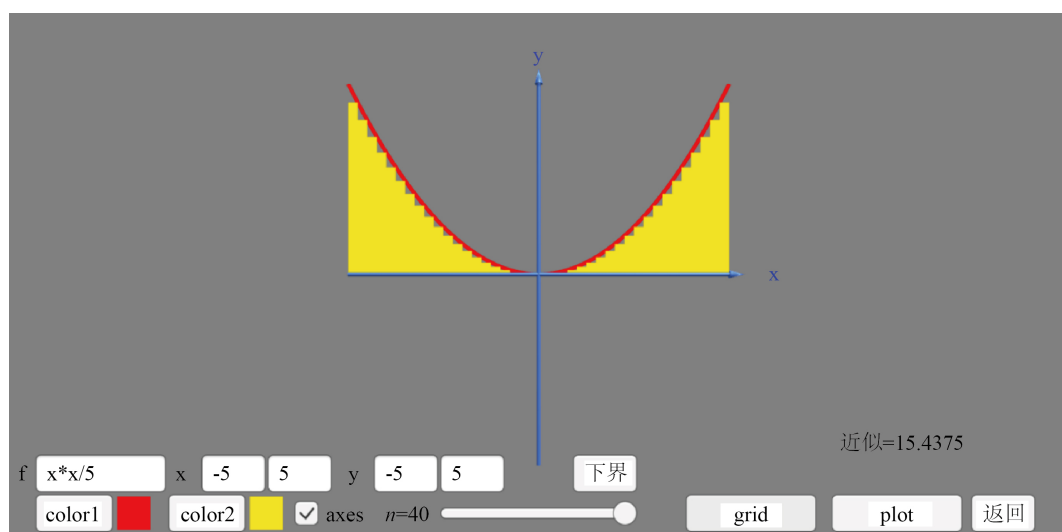 y
x
近似=15.4375
f x*x/5 x -5 5 y -5 5 下界
color1 color2 axes n=40 grid plot 返回